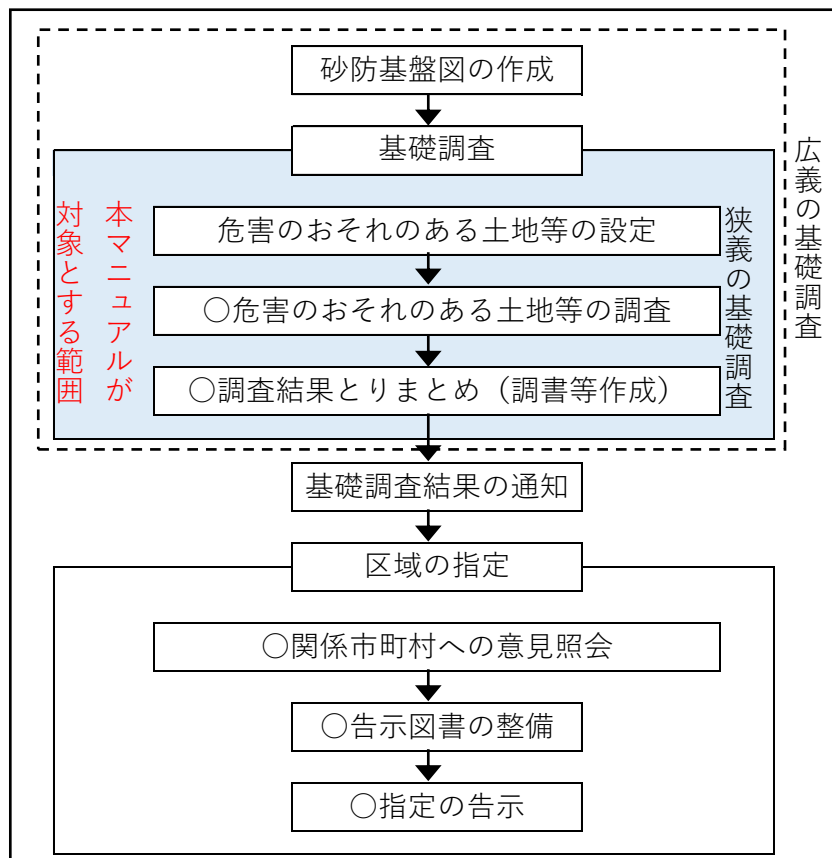 砂防基盤図の作成
基礎調査
広義の基礎調査
狭義の基礎調査
本マニュアルが
対象とする範囲
危害のおそれのある土地等の設定
〇危害のおそれのある土地等の調査
〇調査結果とりまとめ（調書等作成）
基礎調査結果の通知
区域の指定
〇関係市町村への意見照会
〇告示図書の整備
〇指定の告示